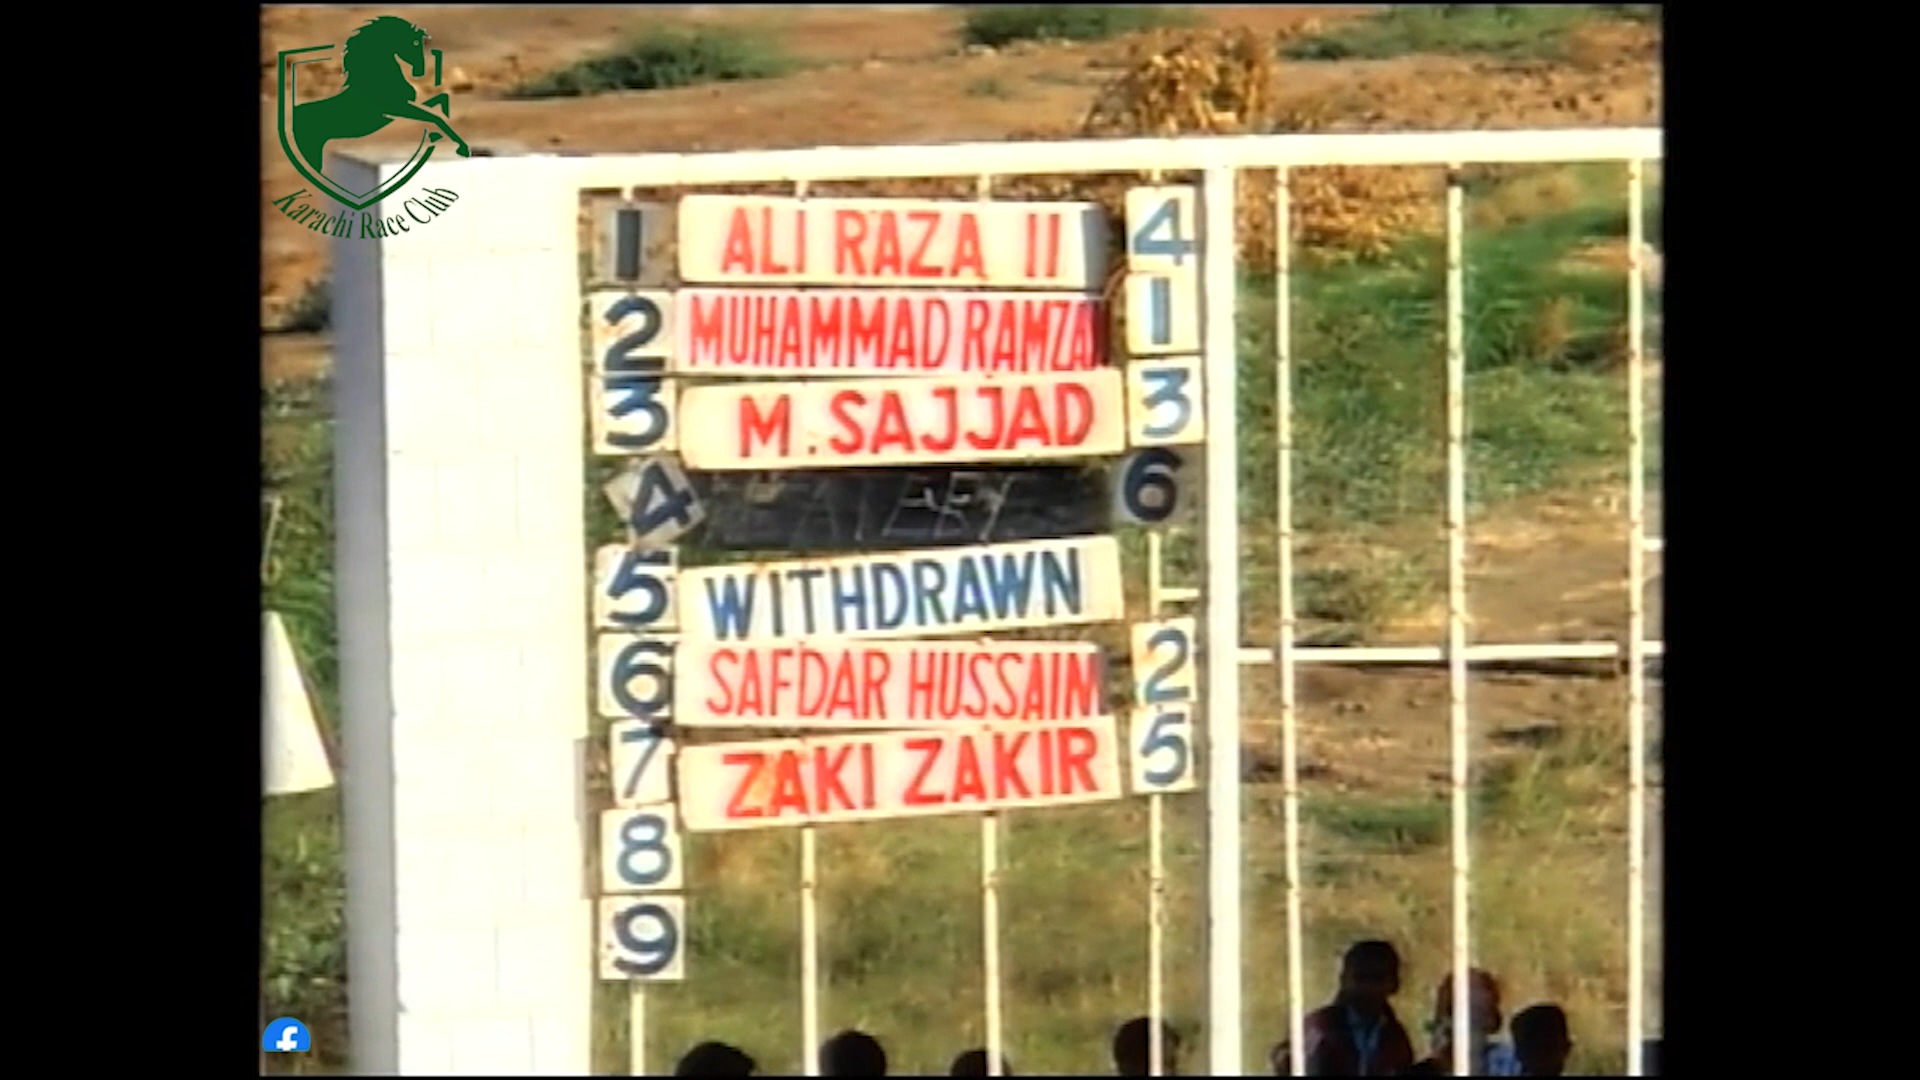 Karachi Race Club
1 ALI RAZA II 4
2 MUHAMMAD RAMZA 1
3 M. SAJJAD 3
4 6
5 WITHDRAWN
6 SAFDAR HUSSAIN 2
7 ZAKI ZAKIR 5
8
9